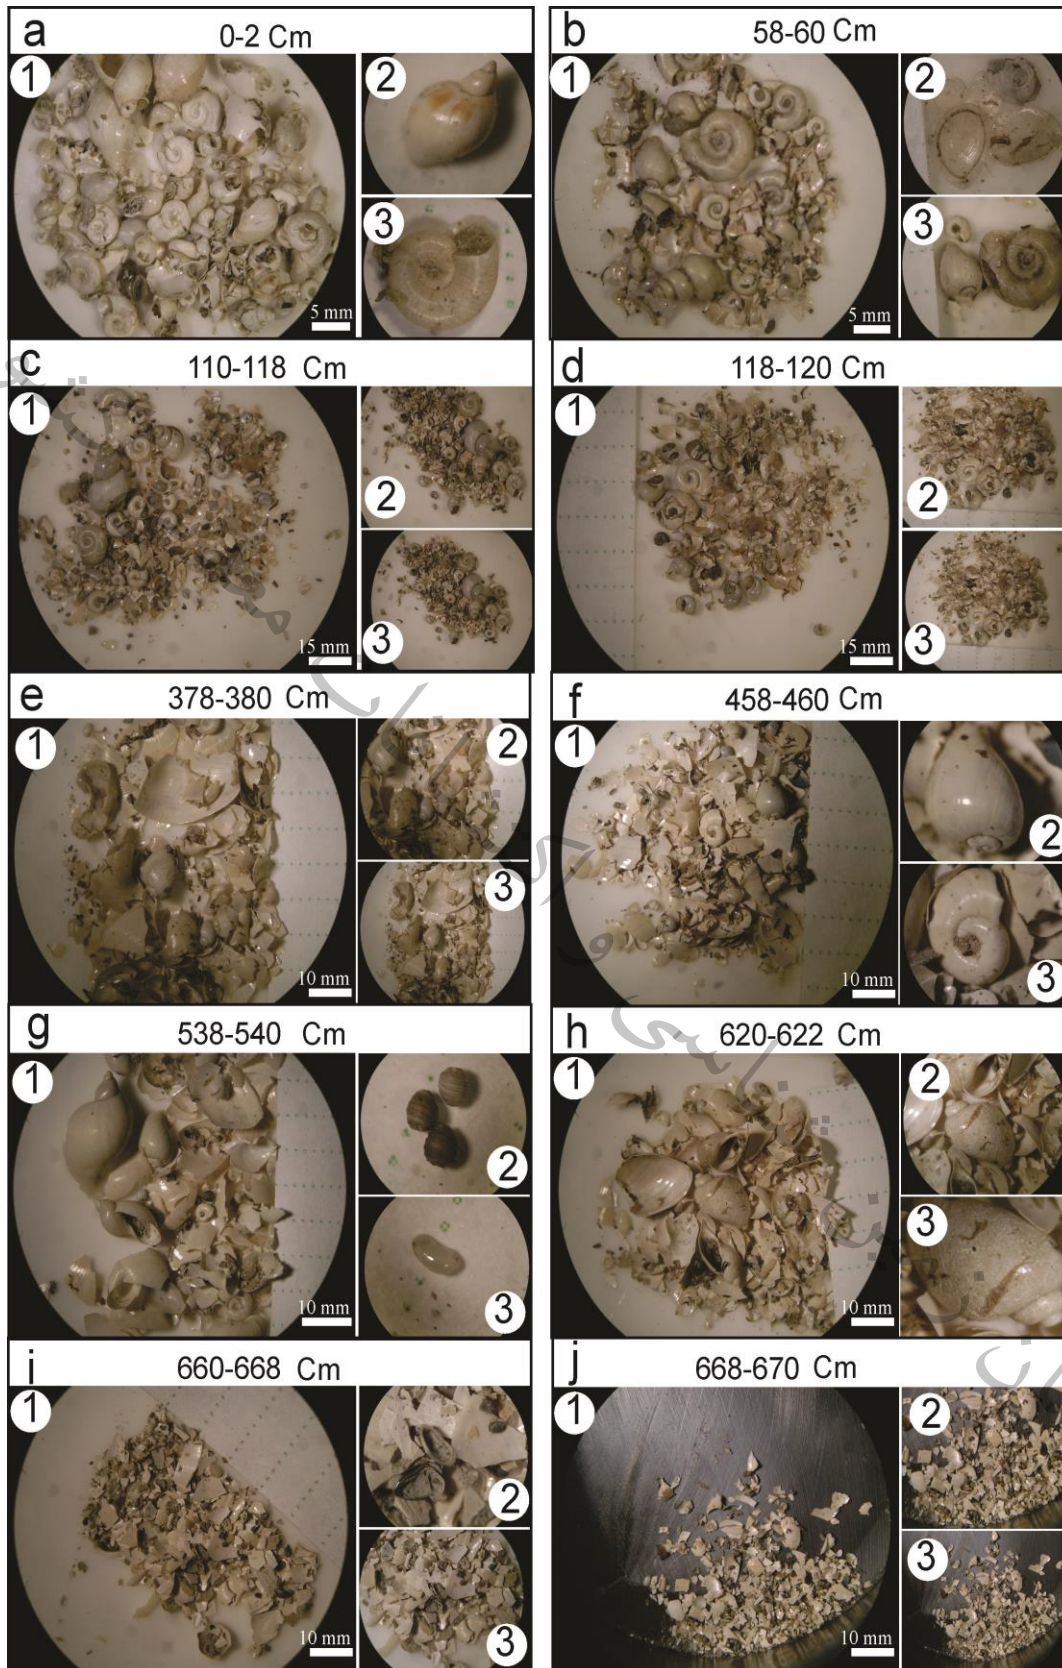 a 0-2 Cm
1
2
3
5 mm
b 58-60 Cm
1
2
3
5 mm
c 110-118 Cm
1
2
3
15 mm
d 118-120 Cm
1
2
3
15 mm
e 378-380 Cm
1
2
3
10 mm
f 458-460 Cm
1
2
3
10 mm
g 538-540 Cm
1
2
3
10 mm
h 620-622 Cm
1
2
3
10 mm
i 660-668 Cm
1
2
3
10 mm
j 668-670 Cm
1
2
3
10 mm